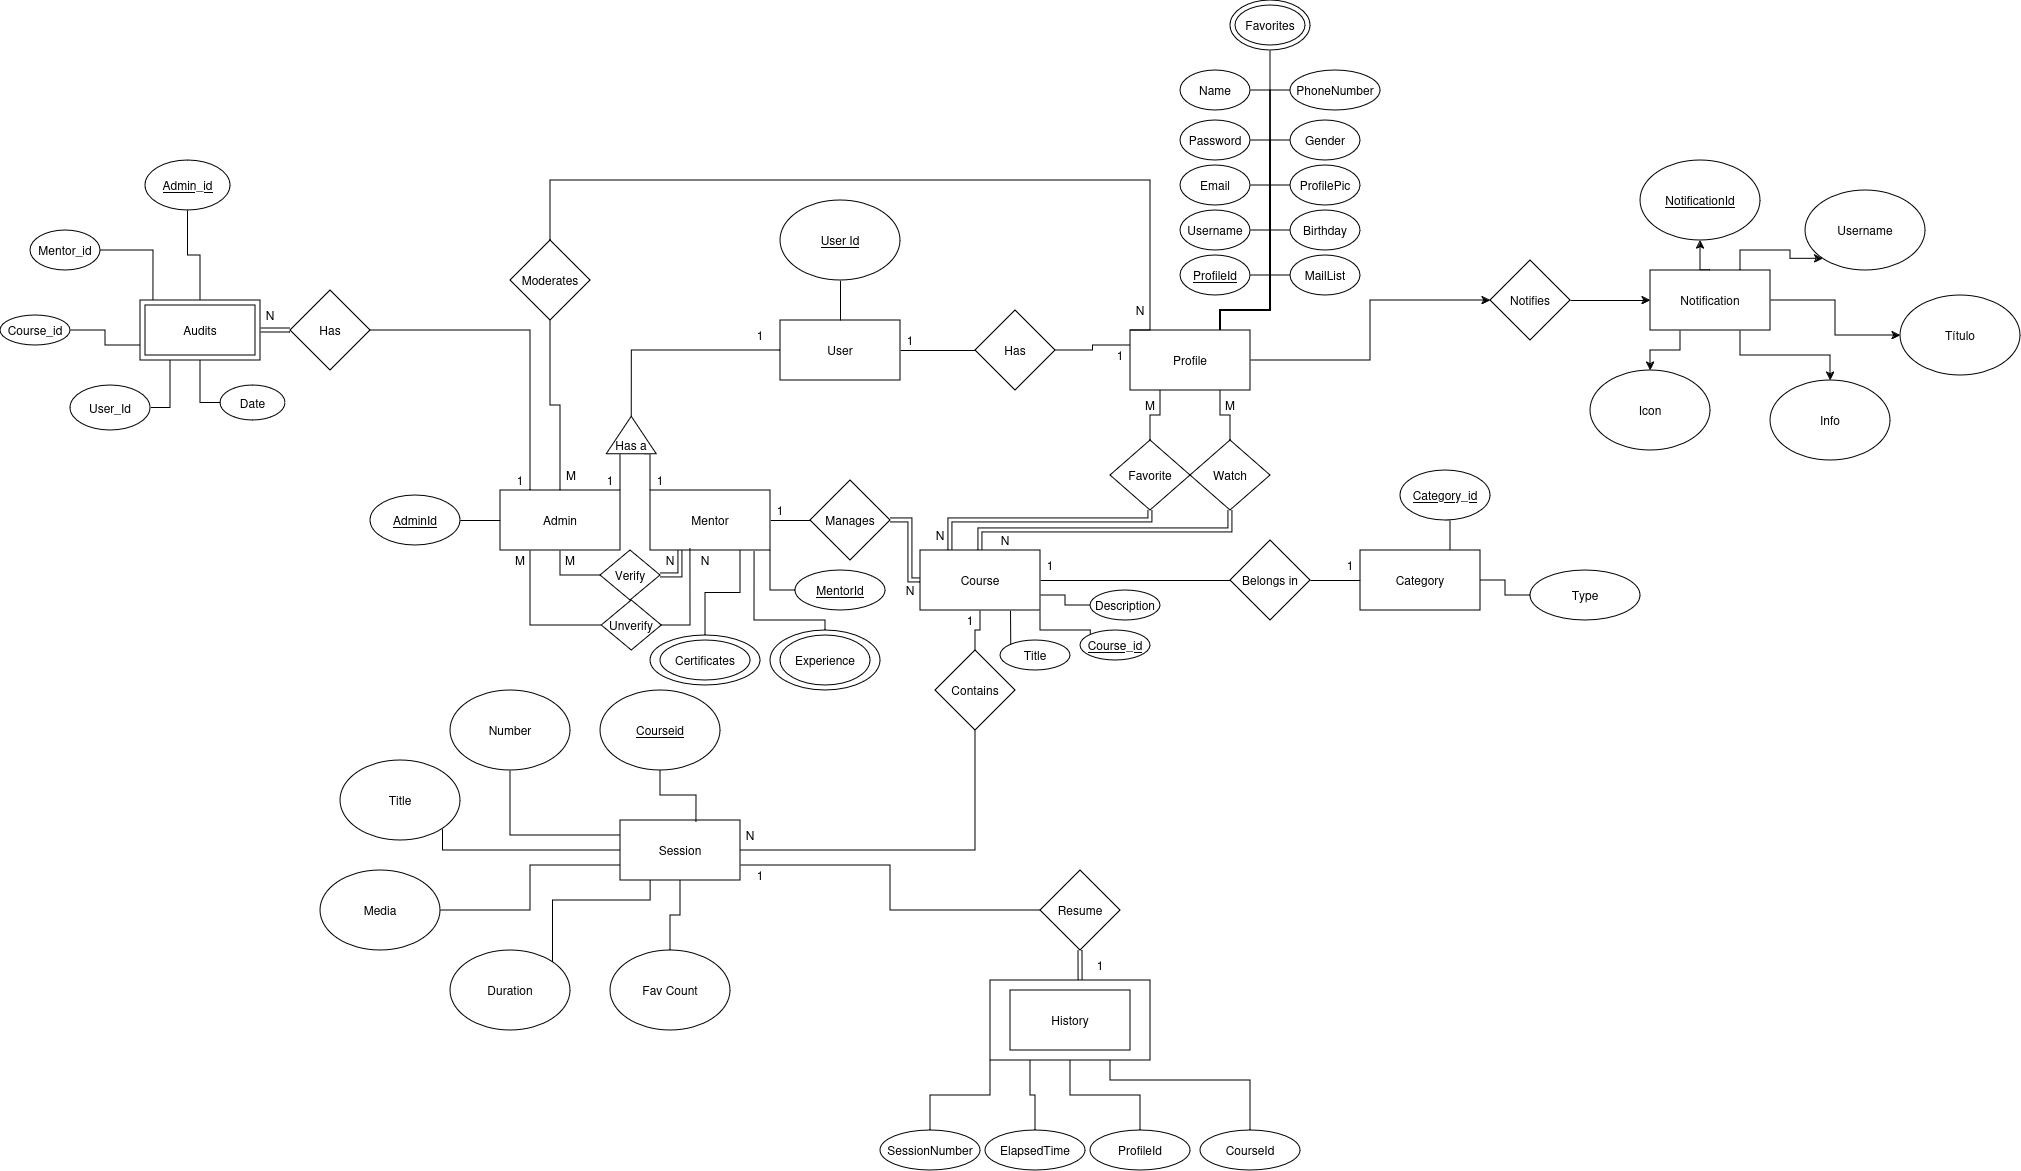 Favorites
Name
PhoneNumber
Password
Gender
Email
ProfilePic
Username
Birthday
ProfileId
MailList
Admin_id
Mentor_id
Course_id
Audits
User_Id
Date
N
Has
Moderates
User Id
1
User
1
Has
N
1
Profile
Notifies
NotificationId
Username
Notification
Título
Icon
Info
M
M
Favorite
Watch
Has a
1
M
1
1
AdminId
Admin
Mentor
1
Manages
M
M
Verify
N
N
Unverify
MentorId
Certificates
Experience
N
N
N
Course
1
Belongs in
1
Category
Category_id
Type
Description
Course_id
Title
1
Contains
Number
Courseid
Title
Session
N
1
Media
Duration
Fav Count
Resume
1
History
SessionNumber
ElapsedTime
ProfileId
CourseId